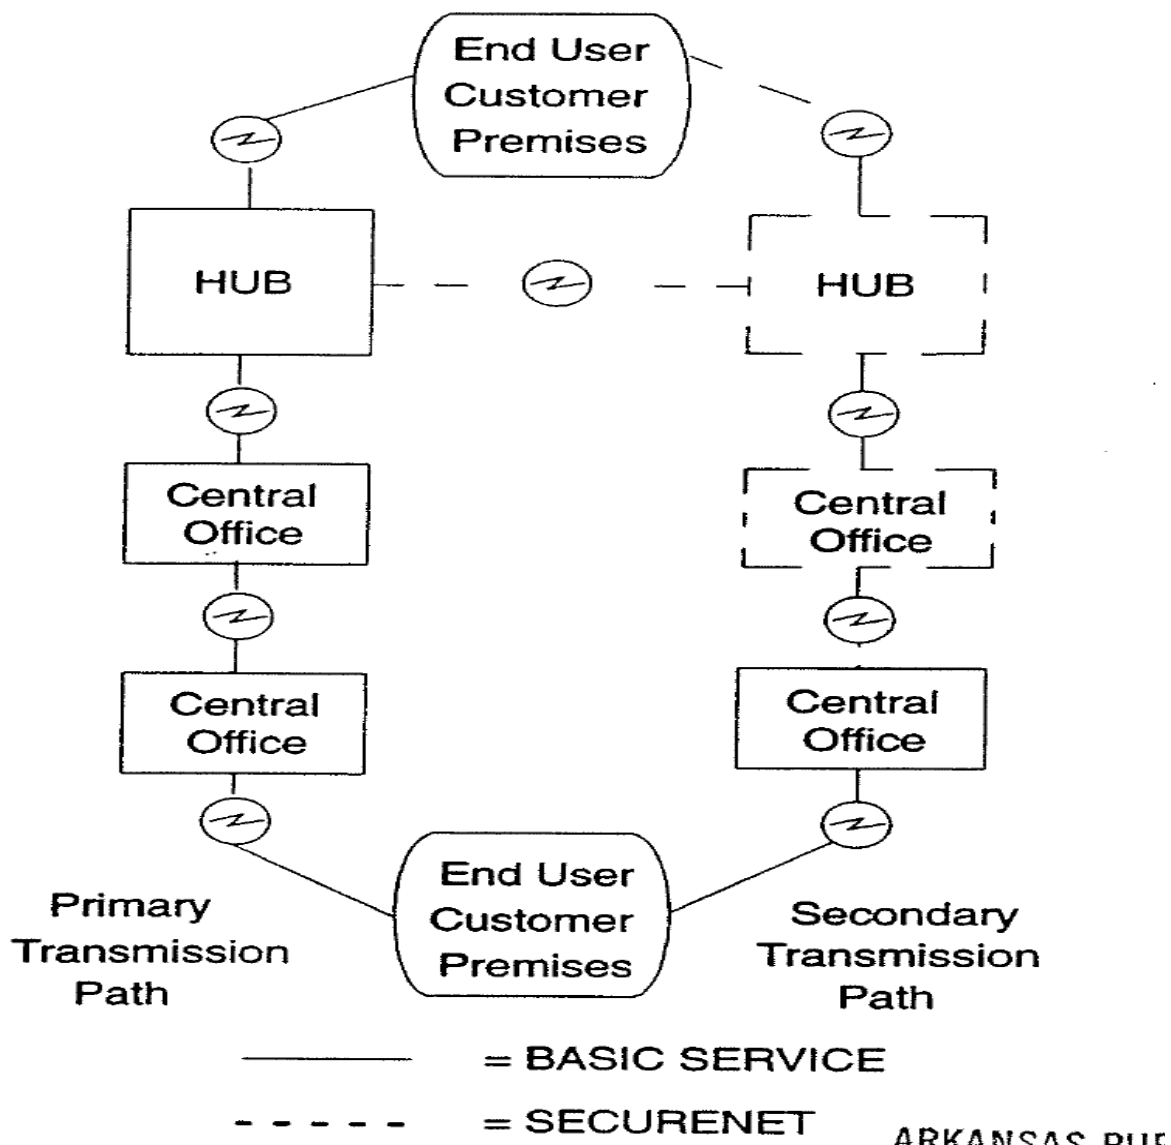 End User
Customer
Premises
HUB
HUB
Central
Office
Central
Office
Central
Office
Central
Office
End User
Customer
Premises
Primary
Transmission
Path
Secondary
Transmission
Path
= BASIC SERVICE
= SECURENET
ARKANSAS